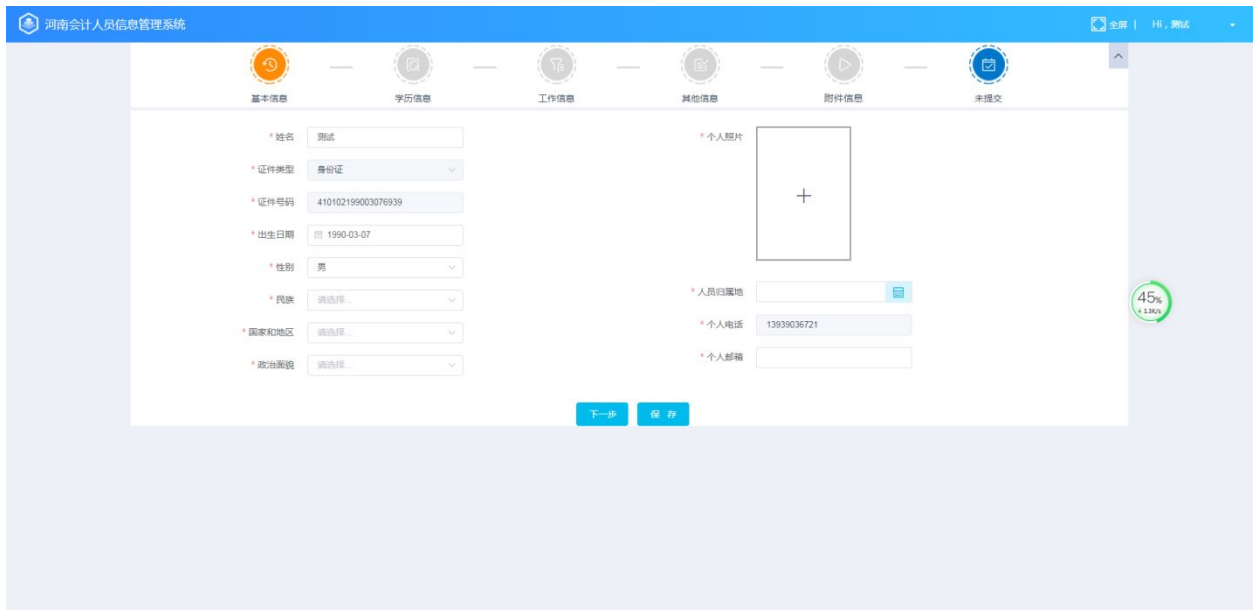 河南会计人员信息管理系统
全屏 | Hi，测试
基本信息 学历信息 工作信息 其他信息 附件信息 未提交
* 姓名 测试
* 个人照片
* 证件类型 身份证
* 证件号码 410102199003076939
* 出生日期 1990-03-07
* 性别 男
* 人员归属地
* 民族 请选择...
* 个人电话 13939036721
* 国家和地区 请选择...
* 个人邮箱
* 政治面貌 请选择...
45%
1.3K/s
下一步 保存